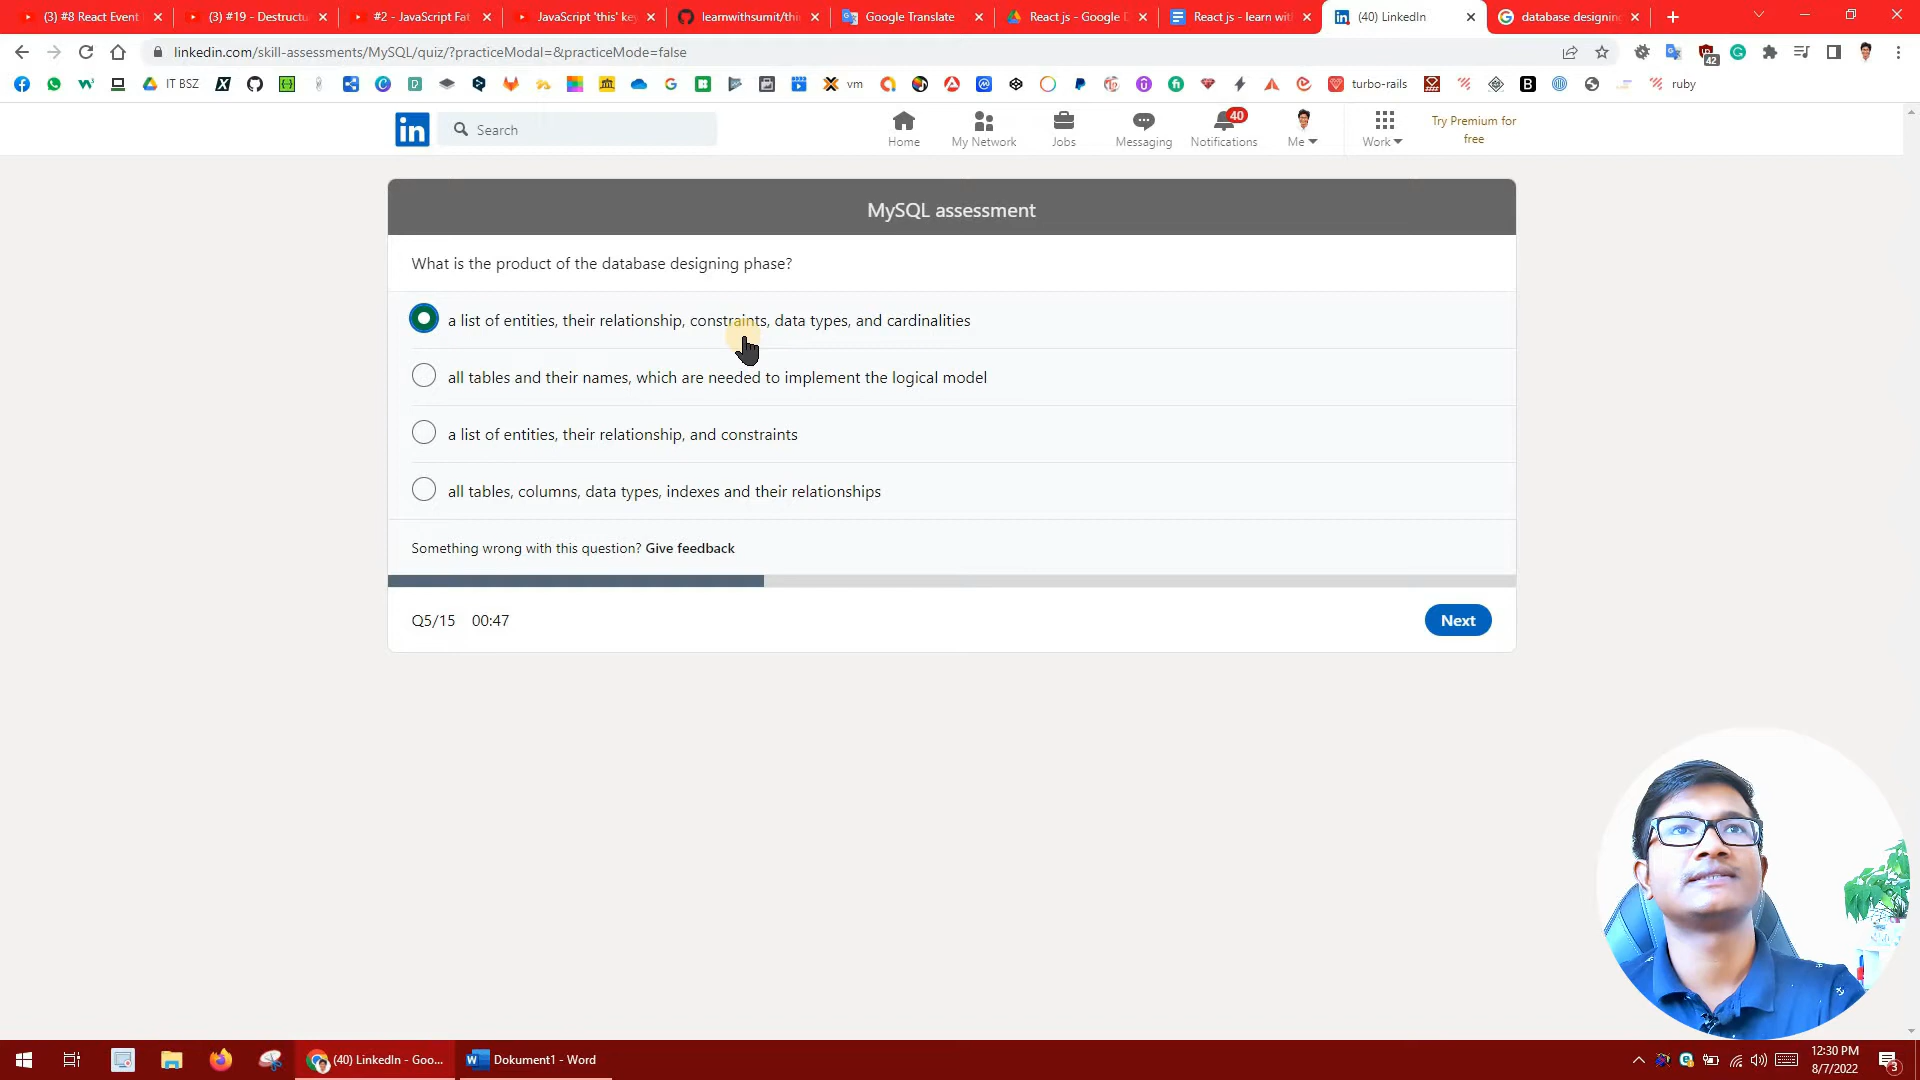 (3) #8 React Event
(3) #19 - Destructu
#2 - JavaScript Fat
JavaScript 'this' key
learnwithsumit/thi
Google Translate
React js - Google D
React js - learn wit
(40) LinkedIn
database designing
linkedin.com/skill-assessments/MySQL/quiz/?practiceModal=&practiceMode=false
42
IT BSZ
vm
turbo-rails
ruby
in
Search
Home
My Network
Jobs
Messaging
40
Notifications
Me
Work
Try Premium for
free
MySQL assessment
What is the product of the database designing phase?
a list of entities, their relationship, constraints, data types, and cardinalities
all tables and their names, which are needed to implement the logical model
a list of entities, their relationship, and constraints
all tables, columns, data types, indexes and their relationships
Something wrong with this question? Give feedback
Q5/15 00:47
Next
(40) LinkedIn - Goo...
Dokument1 - Word
12:30 PM
8/7/2022
3